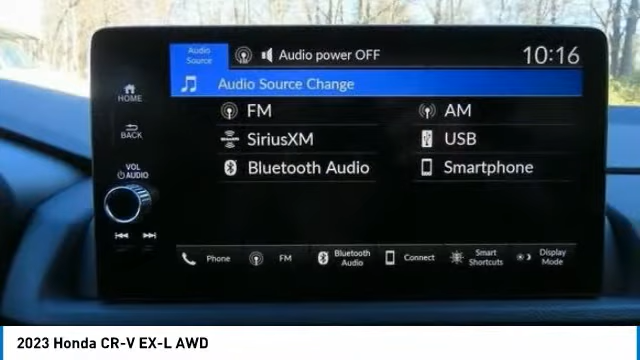 Audio Source
Audio power OFF
10:16
Audio Source Change
HOME
BACK
VOL
AUDIO
FM
AM
SiriusXM
USB
Bluetooth Audio
Smartphone
Phone
FM
Bluetooth Audio
Connect
Smart Shortcuts
Display Mode
2023 Honda CR-V EX-L AWD